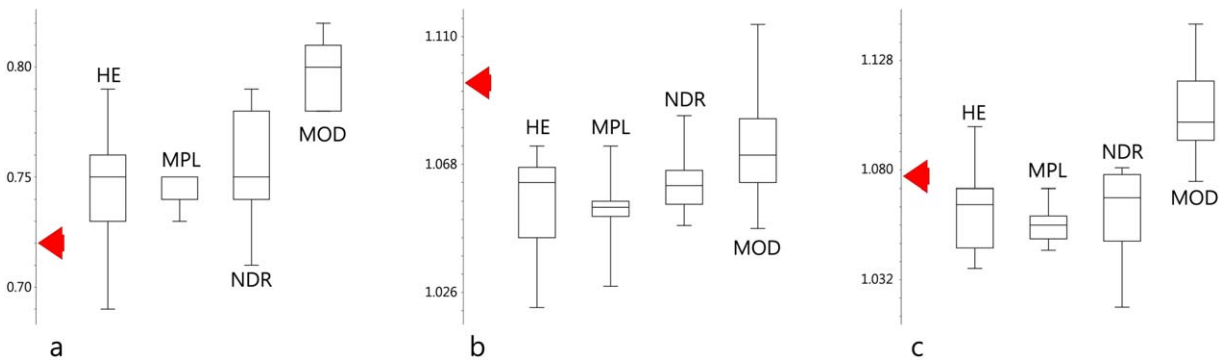 0.80
0.75
0.70
HE
MPL
NDR
MOD
a
1.110
1.068
1.026
HE
MPL
NDR
MOD
b
1.128
1.080
1.032
HE
MPL
NDR
MOD
c